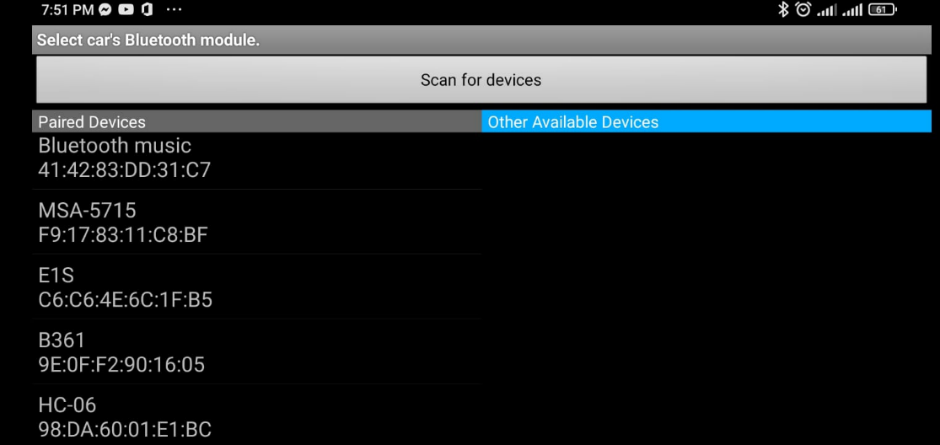 7:51 PM 61
Select car's Bluetooth module.
Scan for devices
Paired Devices
Other Available Devices
Bluetooth music
41:42:83:DD:31:C7
MSA-5715
F9:17:83:11:C8:BF
E1S
C6:C6:4E:6C:1F:B5
B361
9E:0F:F2:90:16:05
HC-06
98:DA:60:01:E1:BC